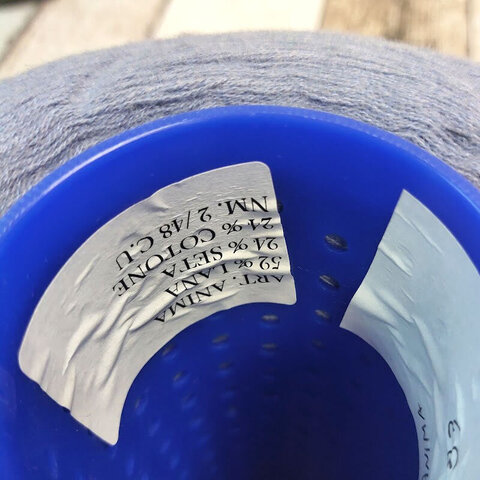 ART. ANIMA
52 % LANA
24 % SETA
24 % COTONE
NM. 2/48 C.U